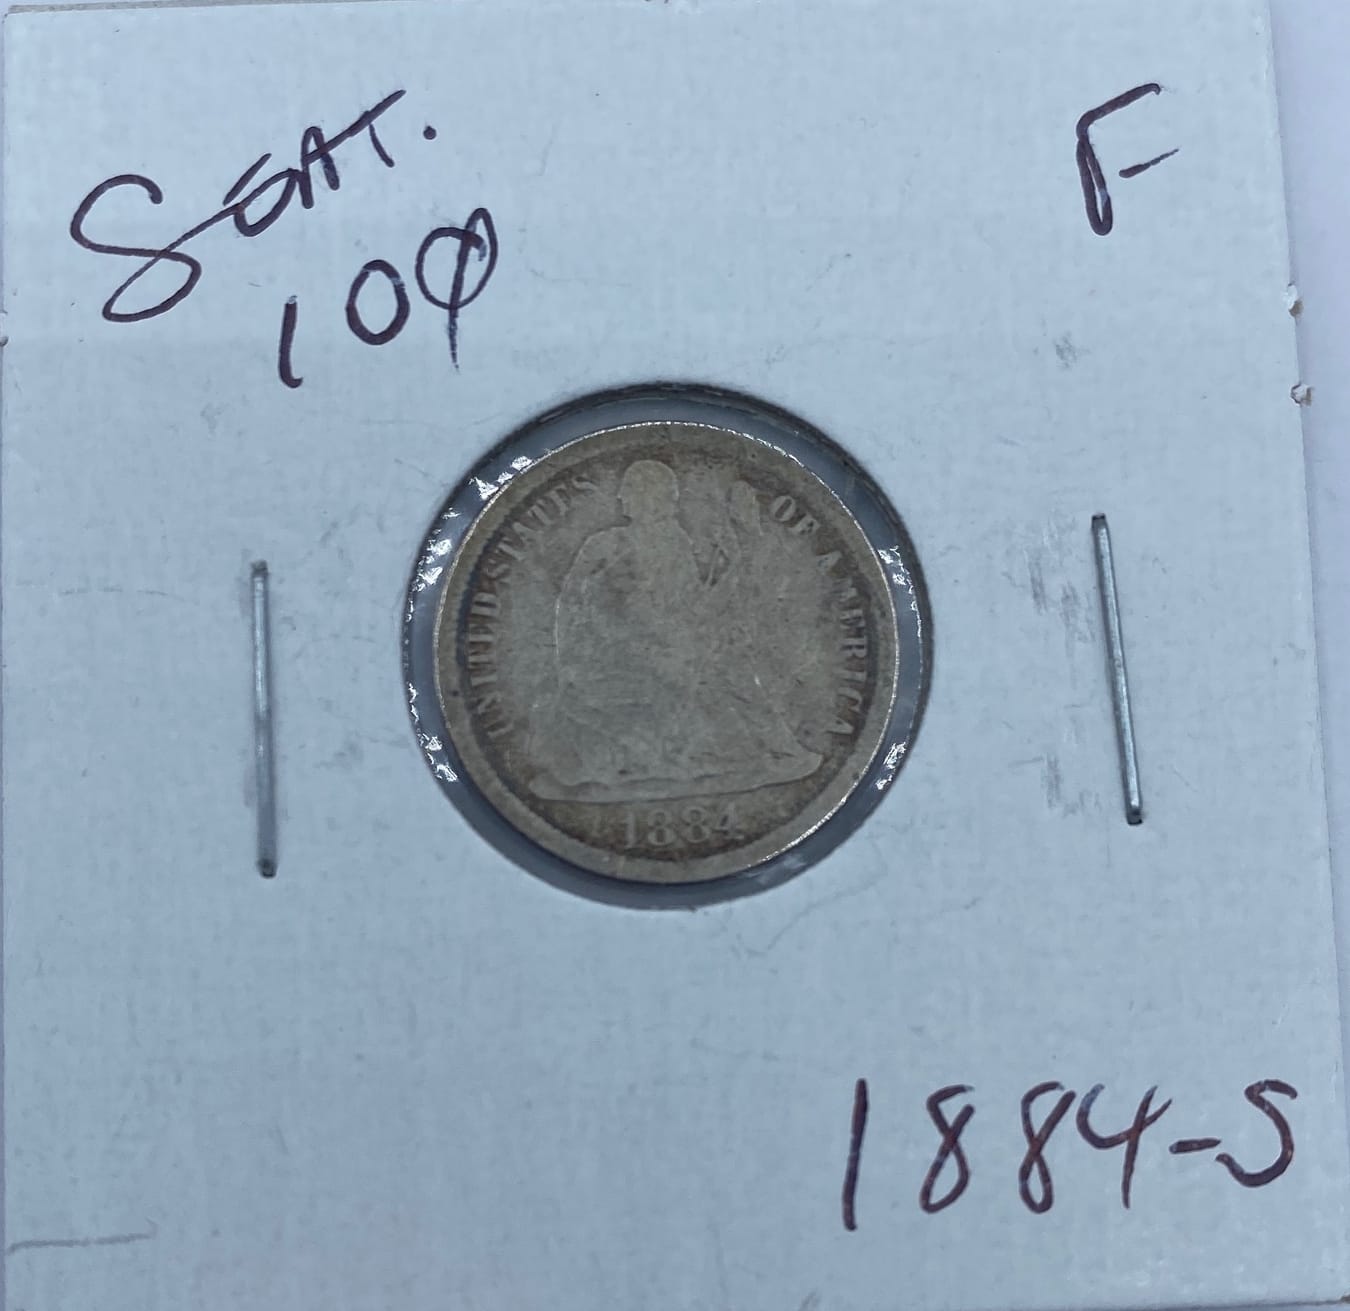 SEAT.
10¢
F
UNITED STATES OF AMERICA
1884
1884-S